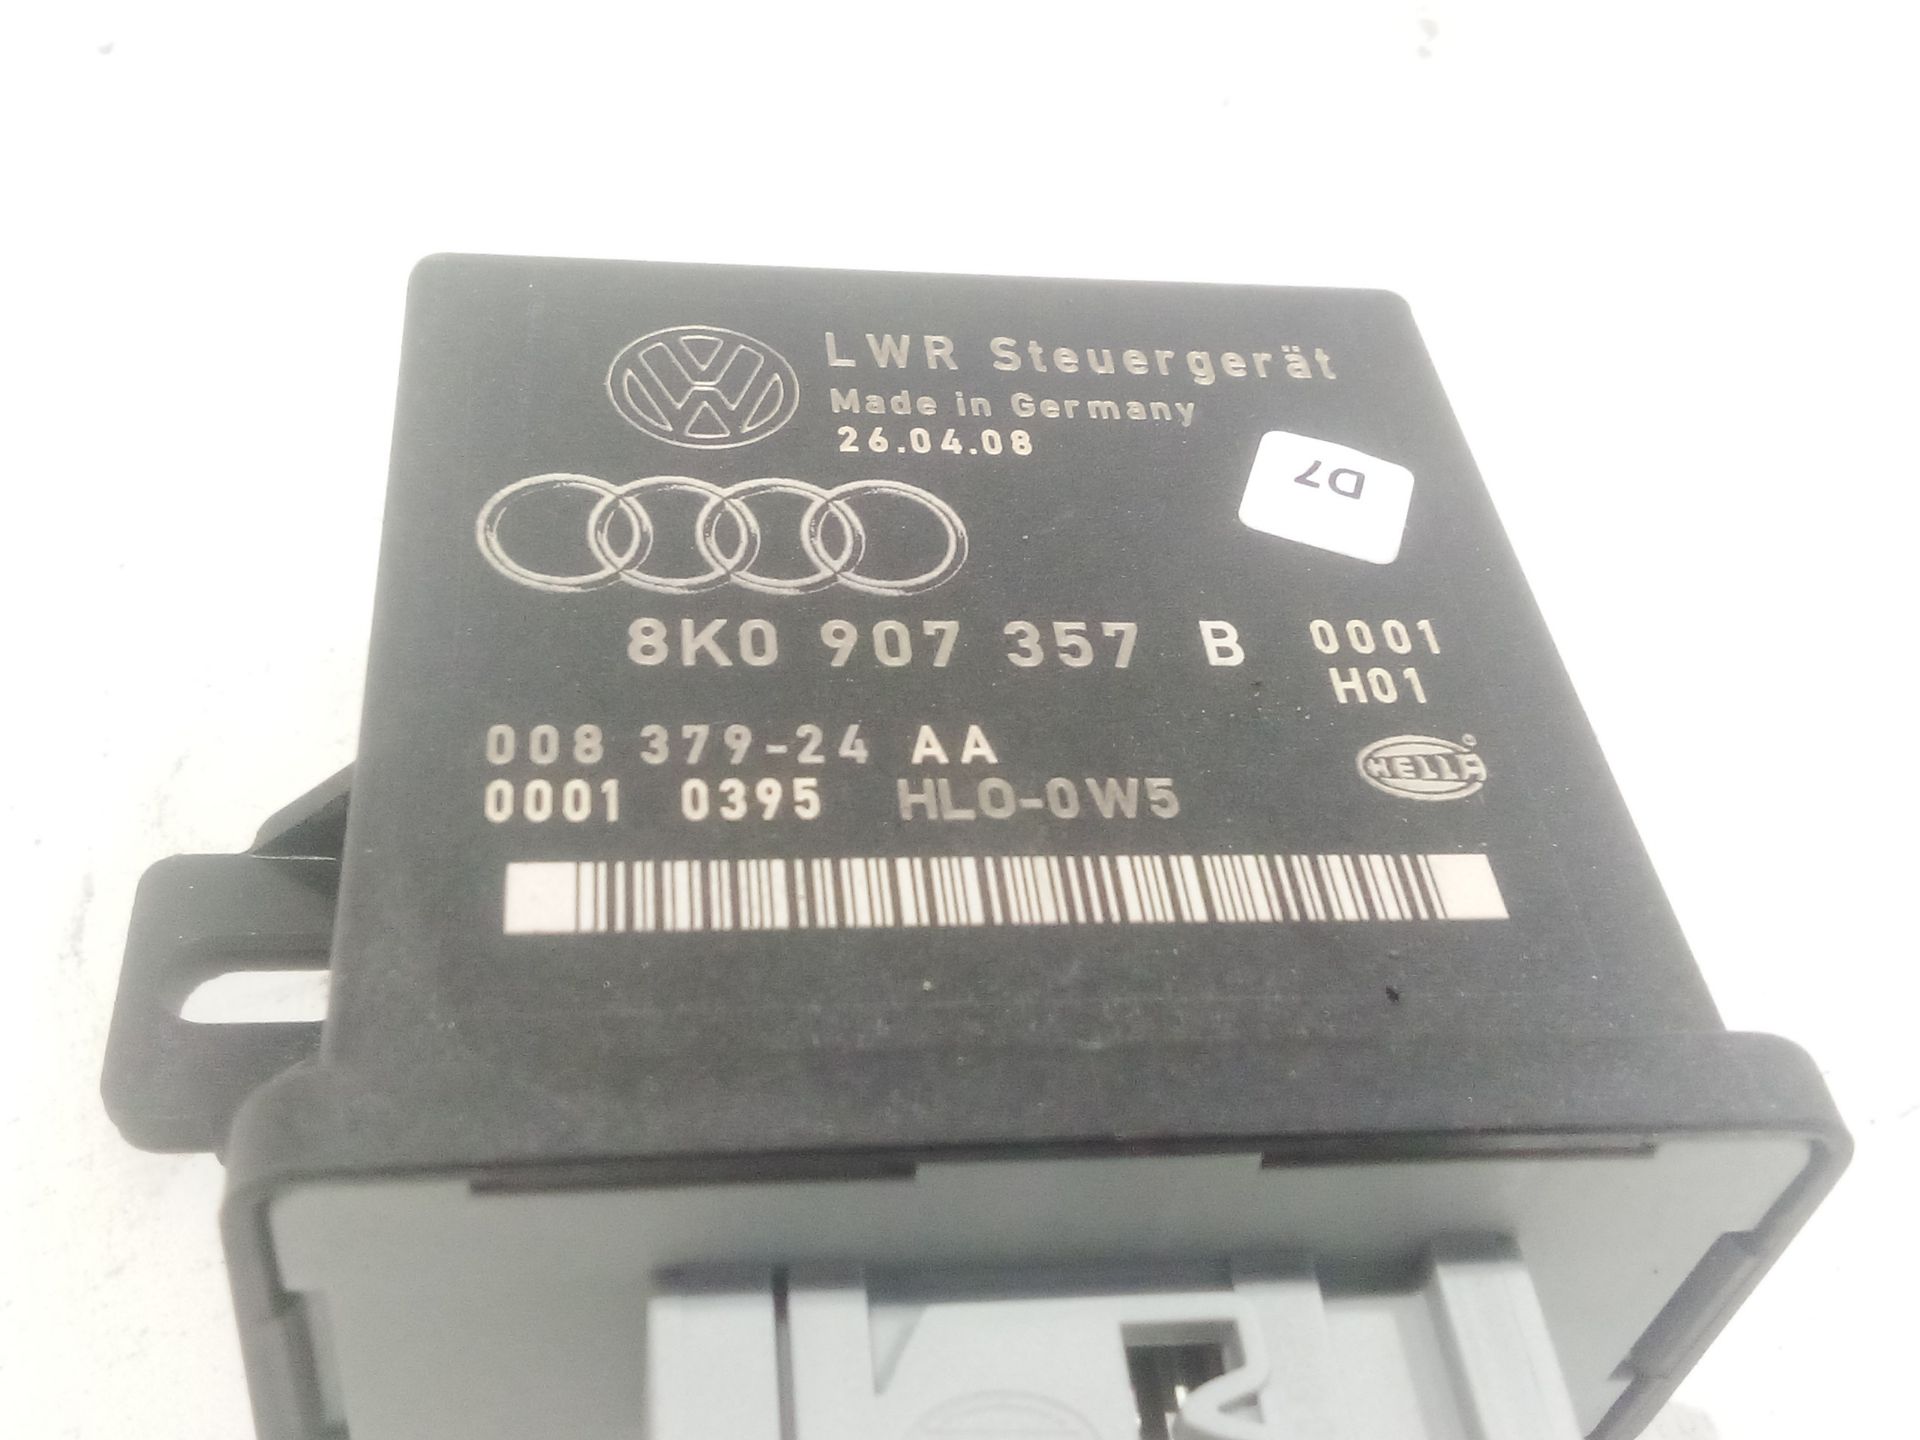 LWR Steuergerät
Made in Germany
26.04.08
D7
8K0 907 357 B 0001
H01
008 379-24 AA
HELLA
0001 0395 HLO-0W5